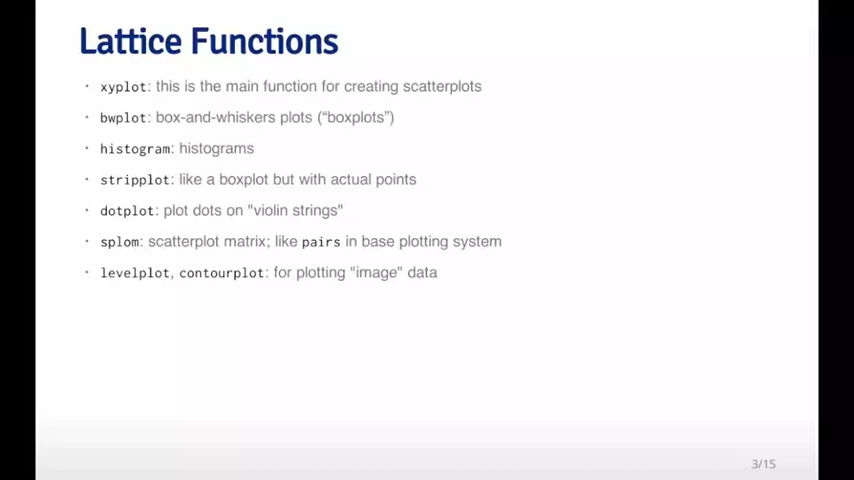 Lattice Functions
· xyplot: this is the main function for creating scatterplots
· bwplot: box-and-whiskers plots (“boxplots”)
· histogram: histograms
· stripplot: like a boxplot but with actual points
· dotplot: plot dots on "violin strings"
· splom: scatterplot matrix; like pairs in base plotting system
· levelplot, contourplot: for plotting "image" data
3/15